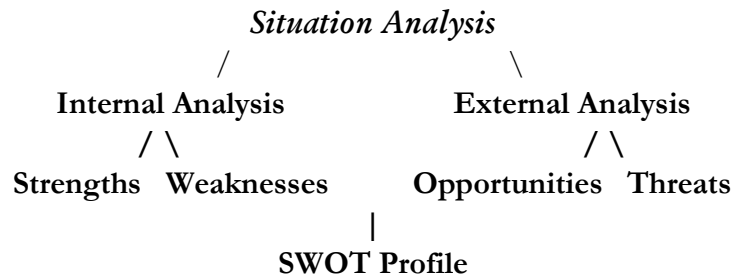 Situation Analysis
/ \
Internal Analysis External Analysis
/ \ / \
Strengths Weaknesses Opportunities Threats
|
SWOT Profile